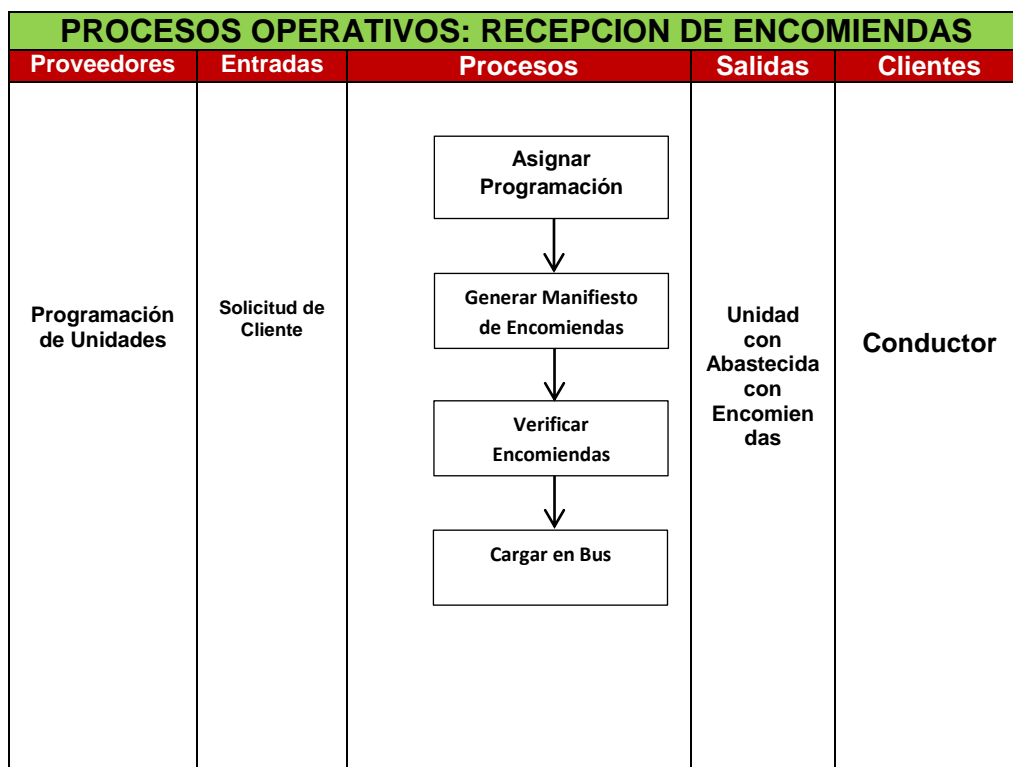 PROCESOS OPERATIVOS: RECEPCION DE ENCOMIENDAS
Proveedores
Entradas
Procesos
Salidas
Clientes
Programación
de Unidades
Solicitud de
Cliente
Asignar
Programación
Generar Manifiesto
de Encomiendas
Verificar
Encomiendas
Cargar en Bus
Unidad
con
Abastecida
con
Encomien
das
Conductor